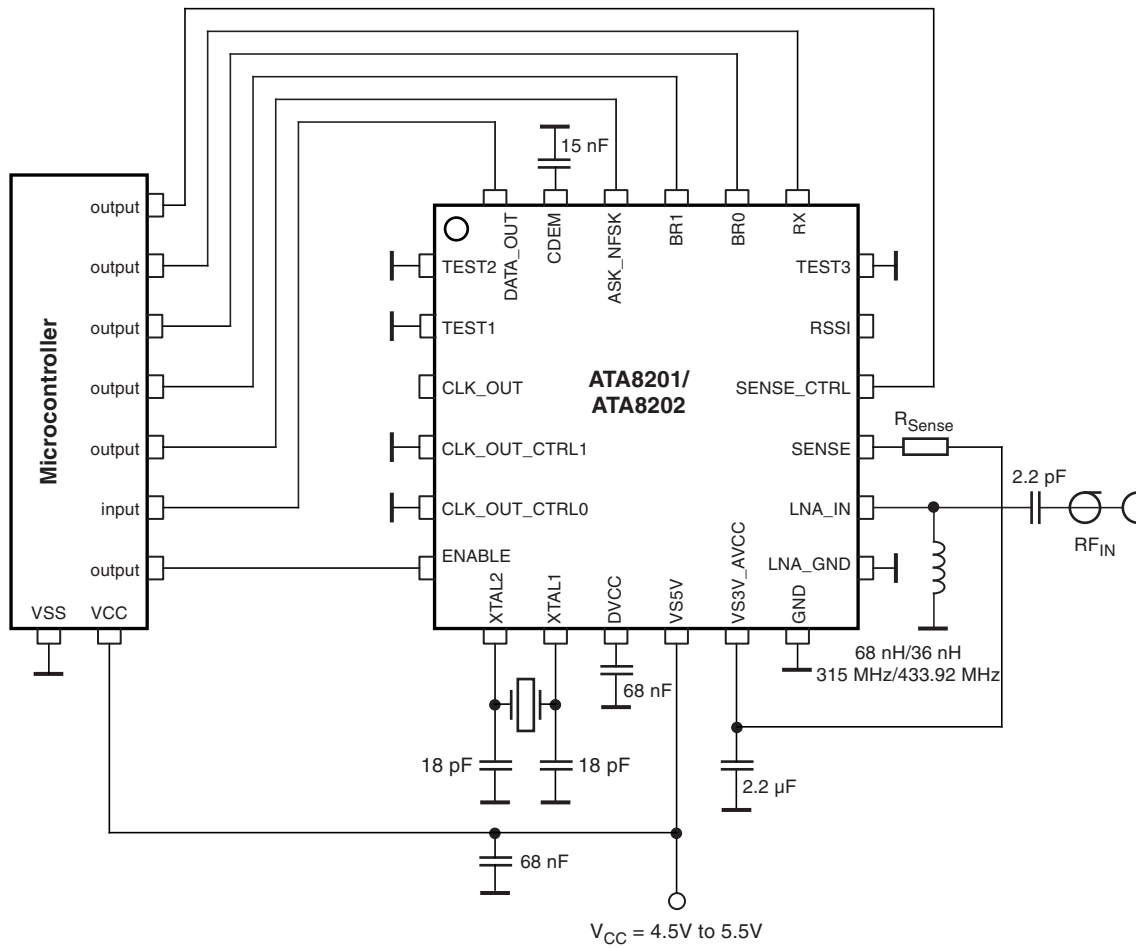 15 nF
output
output
output
output
output
input
output
Microcontroller
VSS
VCC
DATA_OUT
CDEM
ASK_NFSK
BR1
BR0
RX
TEST2
TEST1
CLK_OUT
CLK_OUT_CTRL1
CLK_OUT_CTRL0
ENABLE
ATA8201/
ATA8202
TEST3
RSSI
SENSE_CTRL
SENSE
LNA_IN
LNA_GND
XTAL2
XTAL1
DVCC
VS5V
VS3V_AVCC
GND
RSense
2.2 pF
RFIN
68 nH/36 nH
315 MHz/433.92 MHz
68 nF
18 pF
18 pF
2.2 µF
68 nF
VCC = 4.5V to 5.5V